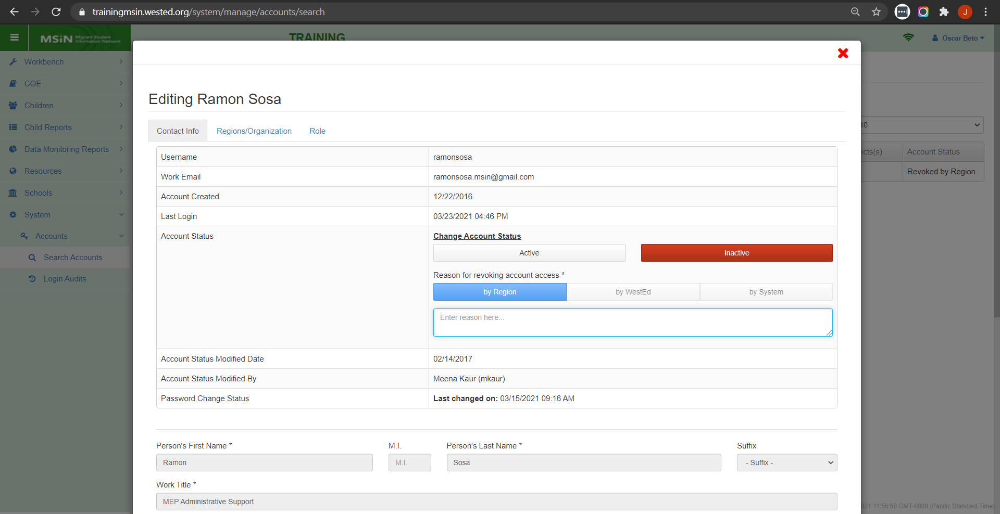 trainingmsin.wested.org/system/manage/accounts/search
J
MSiN Migrant Student Information Network
TRAINING
Oscar Beto
Workbench
COE
Children
Child Reports
Data Monitoring Reports
Resources
Schools
System
Accounts
Search Accounts
Login Audits
10
icts(s) Account Status
Revoked by Region
Editing Ramon Sosa
Contact Info Regions/Organization Role
Username ramonsosa
Work Email ramonsosa.msin@gmail.com
Account Created 12/22/2016
Last Login 03/23/2021 04:46 PM
Account Status Change Account Status
Active Inactive
Reason for revoking account access *
by Region by WestEd by System
Enter reason here...
Account Status Modified Date 02/14/2017
Account Status Modified By Meena Kaur (mkaur)
Password Change Status Last changed on: 03/15/2021 09:16 AM
Person's First Name * M.I. Person's Last Name * Suffix
Ramon M.I. Sosa - Suffix -
Work Title *
MEP Administrative Support
021 11:56:50 GMT-0800 (Pacific Standard Time)